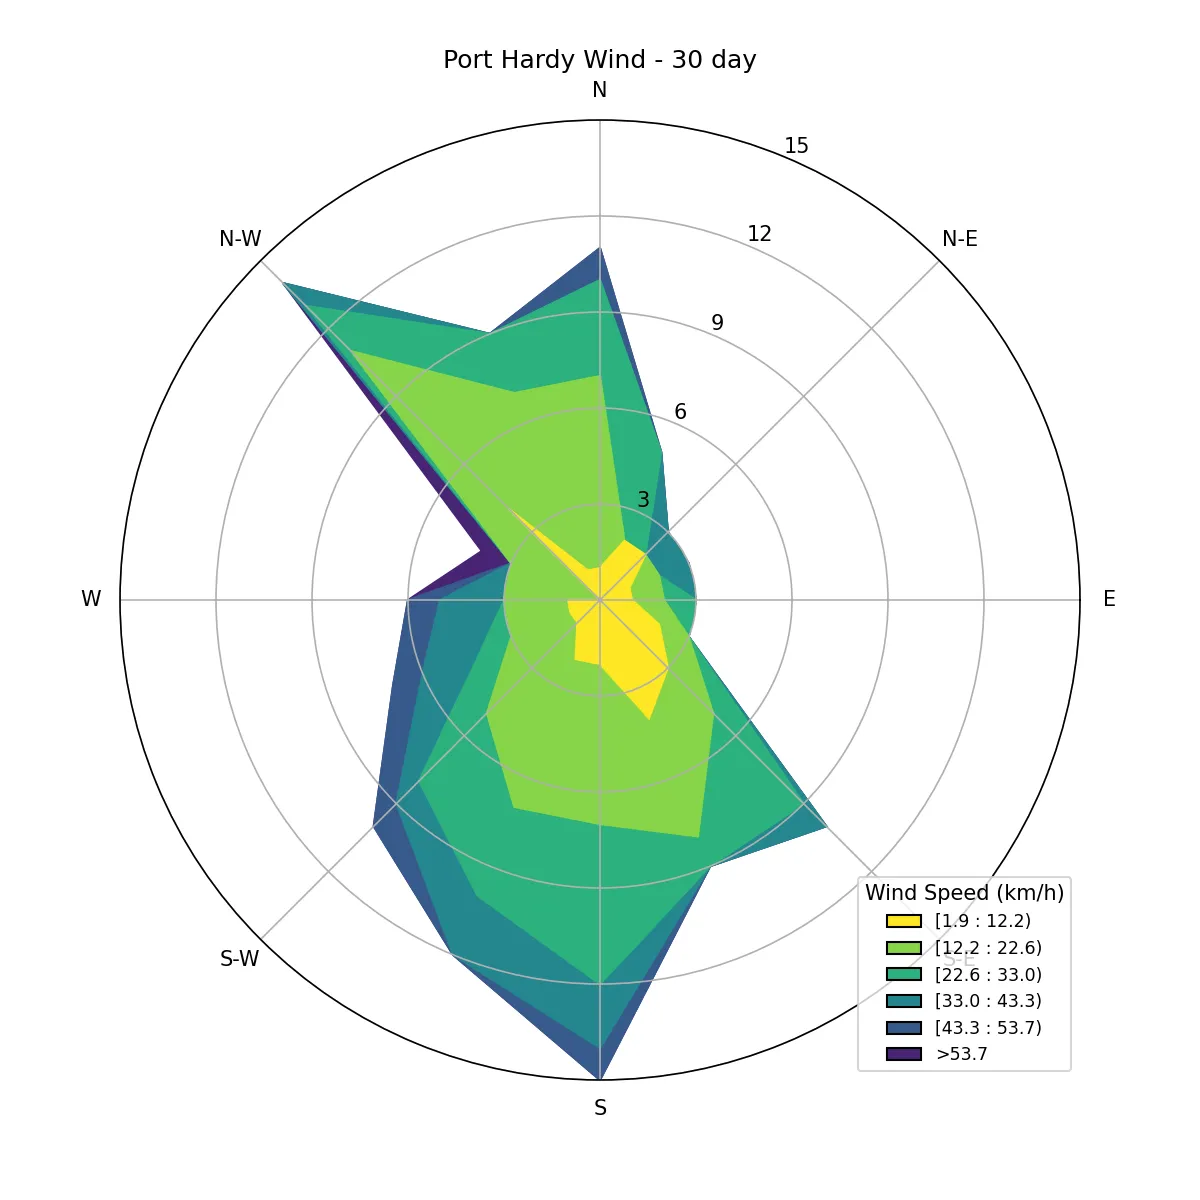 Port Hardy Wind - 30 day
N
15
N-W
12
N-E
9
6
3
W
E
S-W
S-E
S
Wind Speed (km/h)
[1.9 : 12.2)
[12.2 : 22.6)
[22.6 : 33.0)
[33.0 : 43.3)
[43.3 : 53.7)
>53.7